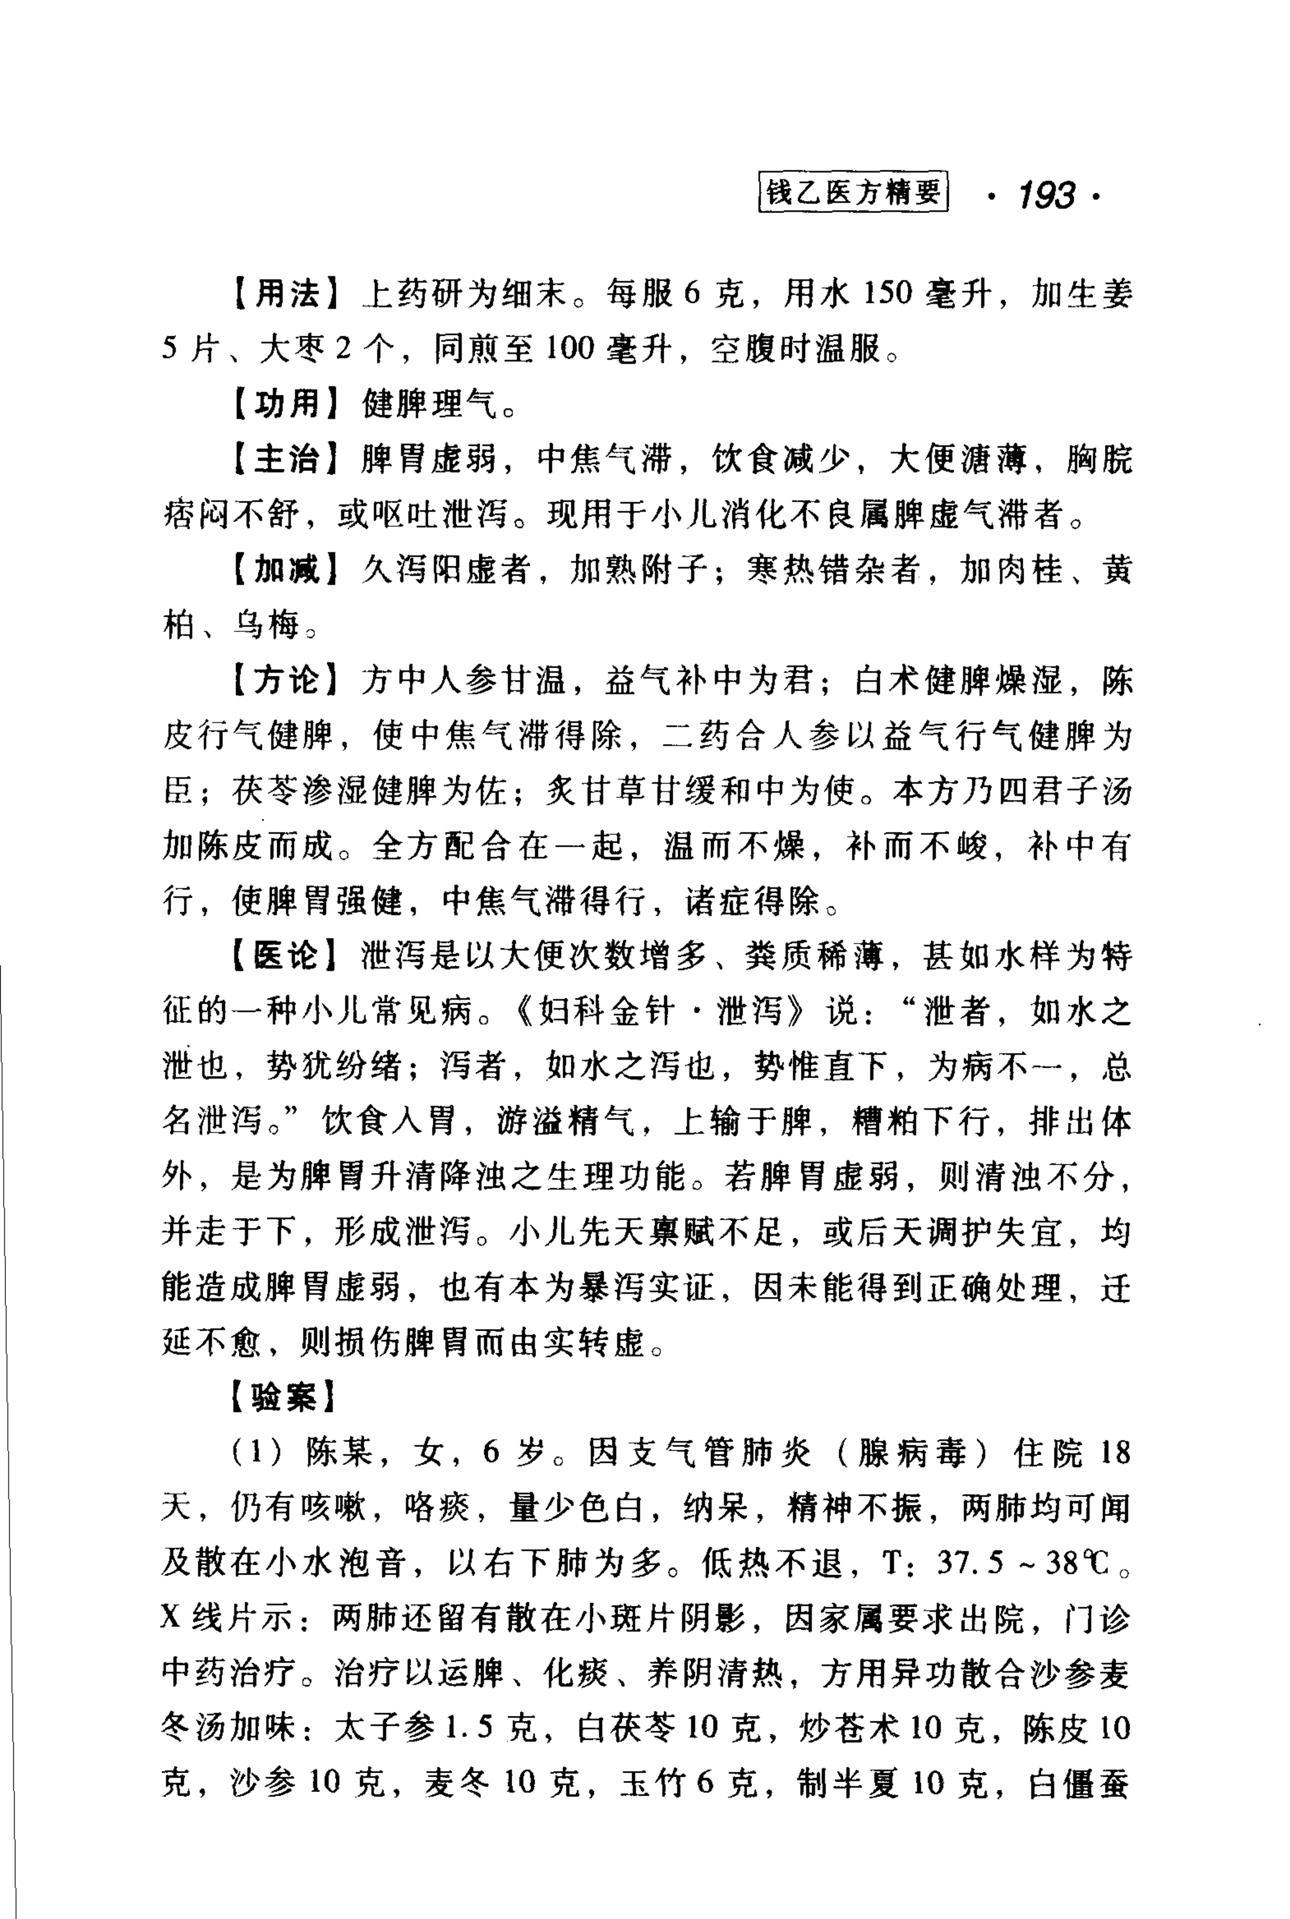 钱乙医方精要 ·193·
【用法】上药研为细末。每服6克，用水150毫升，加生姜
5片、大枣2个，同煎至100毫升，空腹时温服。
【功用】健脾理气。
【主治】脾胃虚弱，中焦气滞，饮食减少，大便溏薄，胸脘
痞闷不舒，或呕吐泄泻。现用于小儿消化不良属脾虚气滞者。
【加减】久泻阳虚者，加熟附子；寒热错杂者，加肉桂、黄
柏、乌梅。
【方论】方中人参甘温，益气补中为君；白术健脾燥湿，陈
皮行气健脾，使中焦气滞得除，二药合人参以益气行气健脾为
臣；茯苓渗湿健脾为佐；炙甘草甘缓和中为使。本方乃四君子汤
加陈皮而成。全方配合在一起，温而不燥，补而不峻，补中有
行，使脾胃强健，中焦气滞得行，诸症得除。
【医论】泄泻是以大便次数增多、粪质稀薄，甚如水样为特
征的一种小儿常见病。《妇科金针·泄泻》说：“泄者，如水之
泄也，势犹纷绪；泻者，如水之泻也，势惟直下，为病不一，总
名泄泻。”饮食入胃，游溢精气，上输于脾，糟粕下行，排出体
外，是为脾胃升清降浊之生理功能。若脾胃虚弱，则清浊不分，
并走于下，形成泄泻。小儿先天禀赋不足，或后天调护失宜，均
能造成脾胃虚弱，也有本为暴泻实证，因未能得到正确处理，迁
延不愈，则损伤脾胃而由实转虚。
【验案】
（1）陈某，女，6岁。因支气管肺炎（腺病毒）住院18
天，仍有咳嗽，咯痰，量少色白，纳呆，精神不振，两肺均可闻
及散在小水泡音，以右下肺为多。低热不退，T：37.5~38℃。
X线片示：两肺还留有散在小斑片阴影，因家属要求出院，门诊
中药治疗。治疗以运脾、化痰、养阴清热，方用异功散合沙参麦
冬汤加味：太子参1.5克，白茯苓10克，炒苍术10克，陈皮10
克，沙参10克，麦冬10克，玉竹6克，制半夏10克，白僵蚕